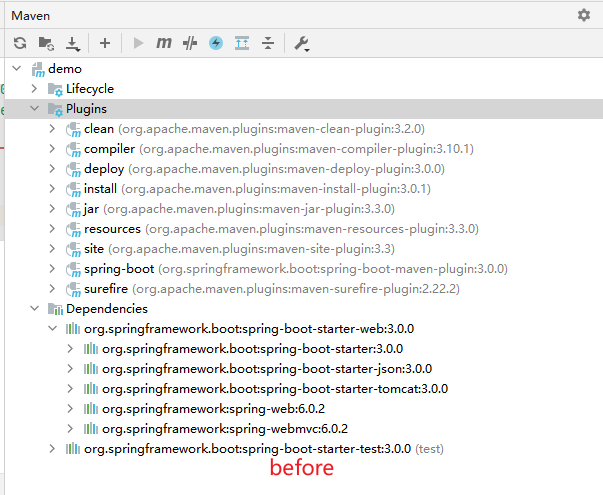 Maven
demo
Lifecycle
Plugins
clean (org.apache.maven.plugins:maven-clean-plugin:3.2.0)
compiler (org.apache.maven.plugins:maven-compiler-plugin:3.10.1)
deploy (org.apache.maven.plugins:maven-deploy-plugin:3.0.0)
install (org.apache.maven.plugins:maven-install-plugin:3.0.1)
jar (org.apache.maven.plugins:maven-jar-plugin:3.3.0)
resources (org.apache.maven.plugins:maven-resources-plugin:3.3.0)
site (org.apache.maven.plugins:maven-site-plugin:3.3)
spring-boot (org.springframework.boot:spring-boot-maven-plugin:3.0.0)
surefire (org.apache.maven.plugins:maven-surefire-plugin:2.22.2)
Dependencies
org.springframework.boot:spring-boot-starter-web:3.0.0
org.springframework.boot:spring-boot-starter:3.0.0
org.springframework.boot:spring-boot-starter-json:3.0.0
org.springframework.boot:spring-boot-starter-tomcat:3.0.0
org.springframework:spring-web:6.0.2
org.springframework:spring-webmvc:6.0.2
org.springframework.boot:spring-boot-starter-test:3.0.0 (test)
before